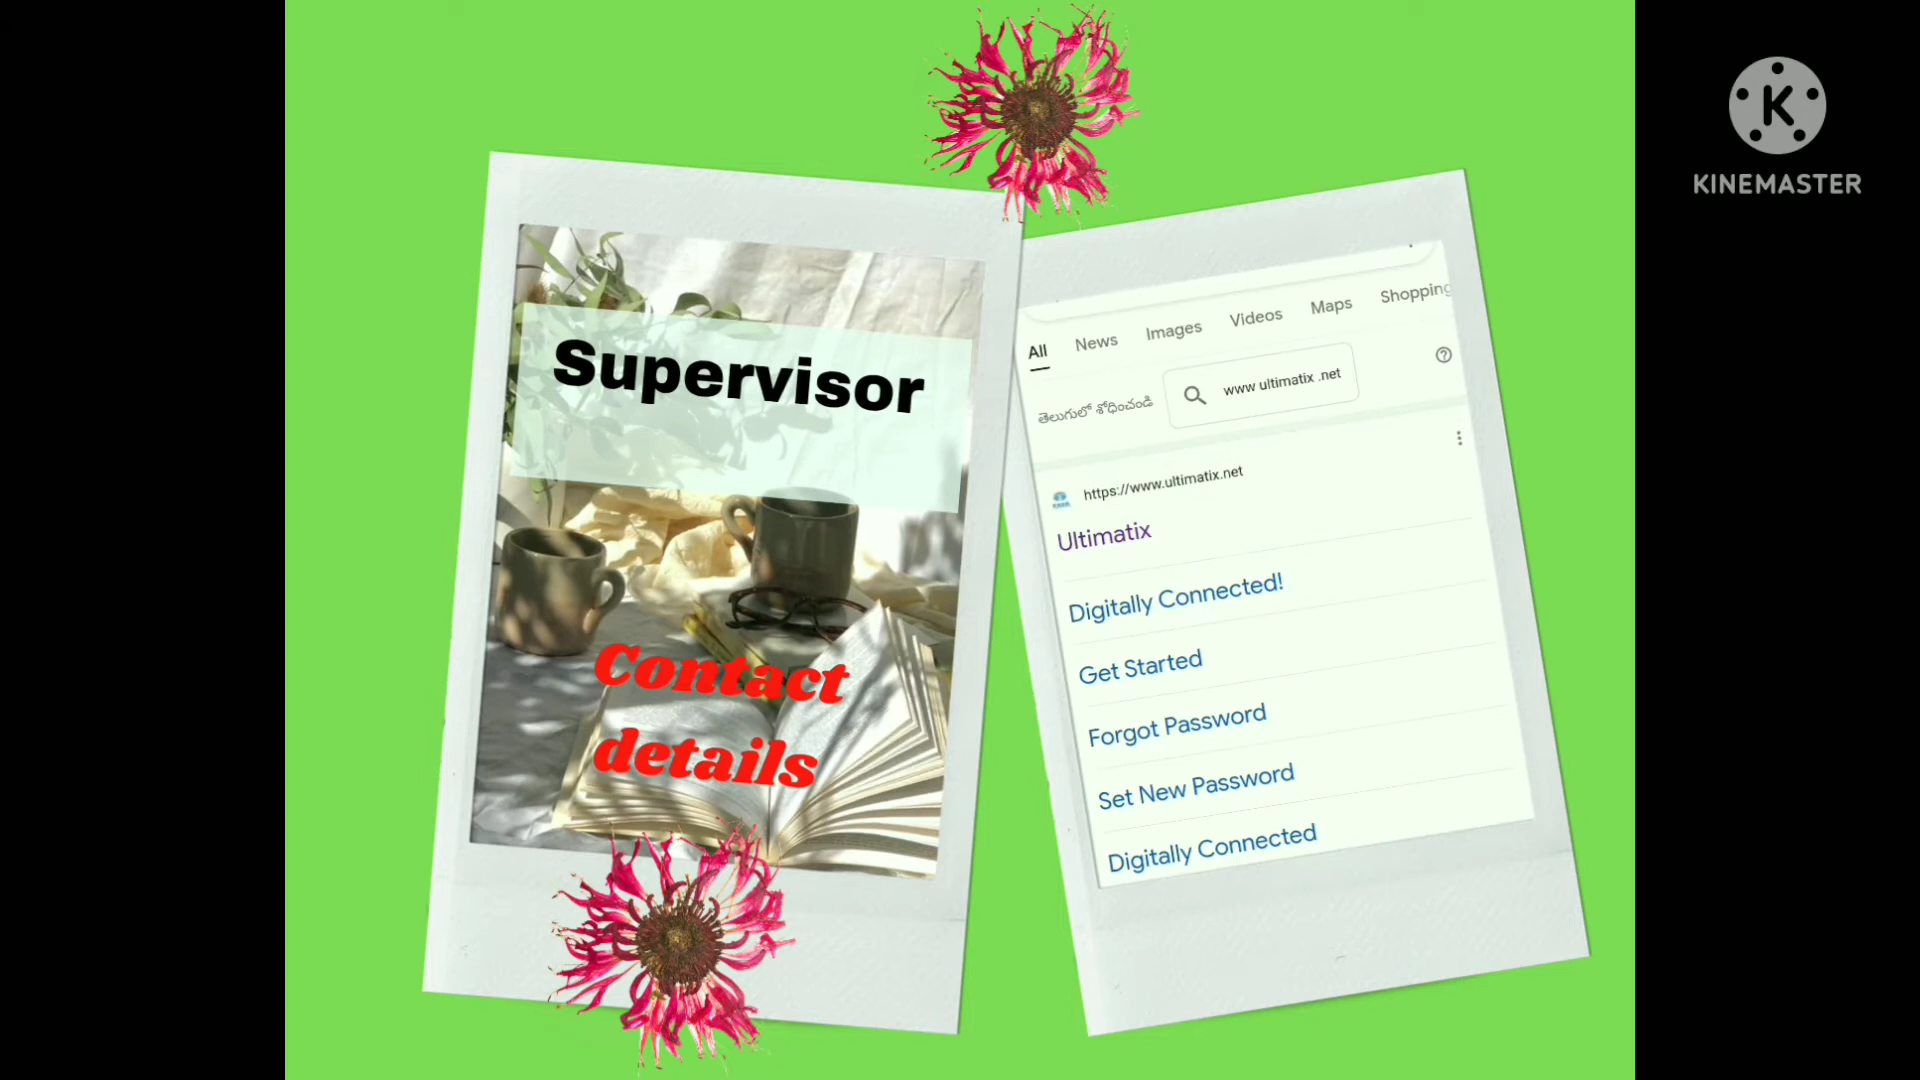 KINEMASTER
Supervisor
Contact
details
All News Images Videos Maps Shopping
తెలుగులో శోధించండి www ultimatix .net
https://www.ultimatix.net
Ultimatix
Digitally Connected!
Get Started
Forgot Password
Set New Password
Digitally Connected